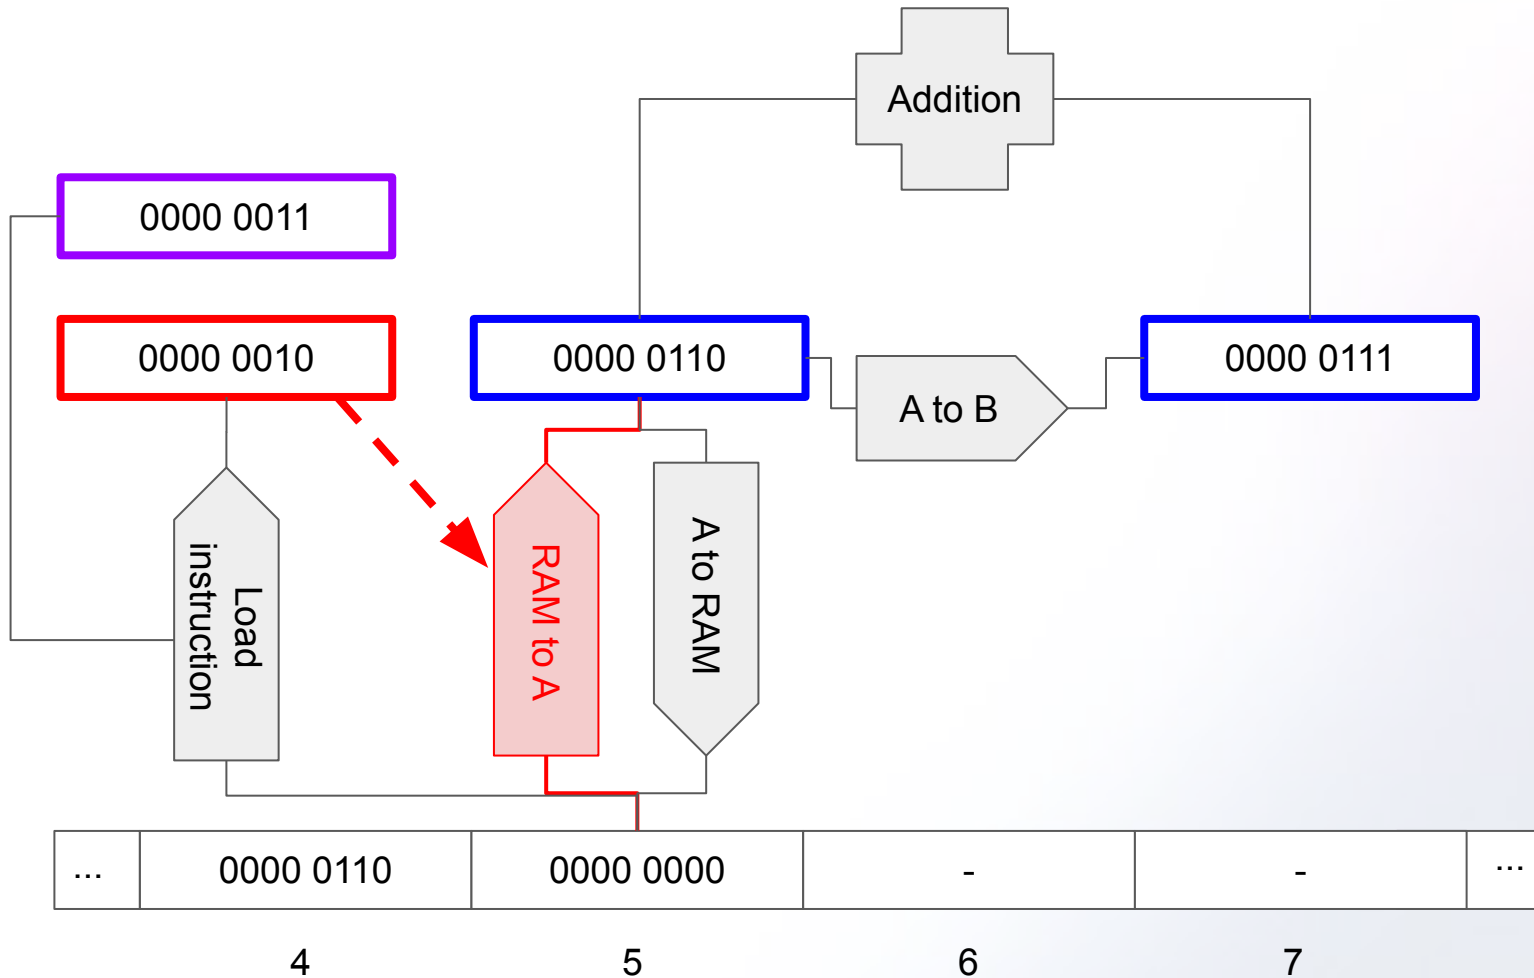 Addition
0000 0011
0000 0010
0000 0110
A to B
0000 0111
Load
instruction
RAM to A
A to RAM
...
0000 0110
0000 0000
-
-
...
4
5
6
7